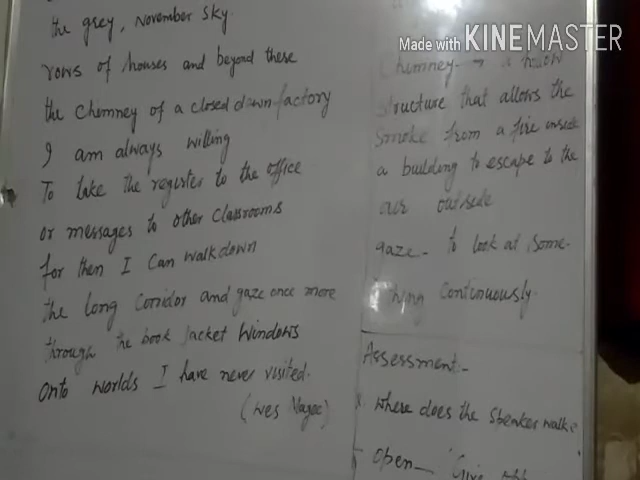 the grey, November sky.
rows of houses and beyond these
the chimney of a closed down factory
I am always willing
To take the register to the office
or messages to other classrooms
for then I can walk down
the long corridor and gaze once more
through the book jacket windows
onto worlds I have never visited.
(Wes Magee)
Made with KINEMASTER
Chimney - a hollow
structure that allows the
smoke from a fire inside
a building to escape to the
air outside
gaze - to look at some-
thing continuously.
Assessment:-
where does the speaker walk?
open - Give